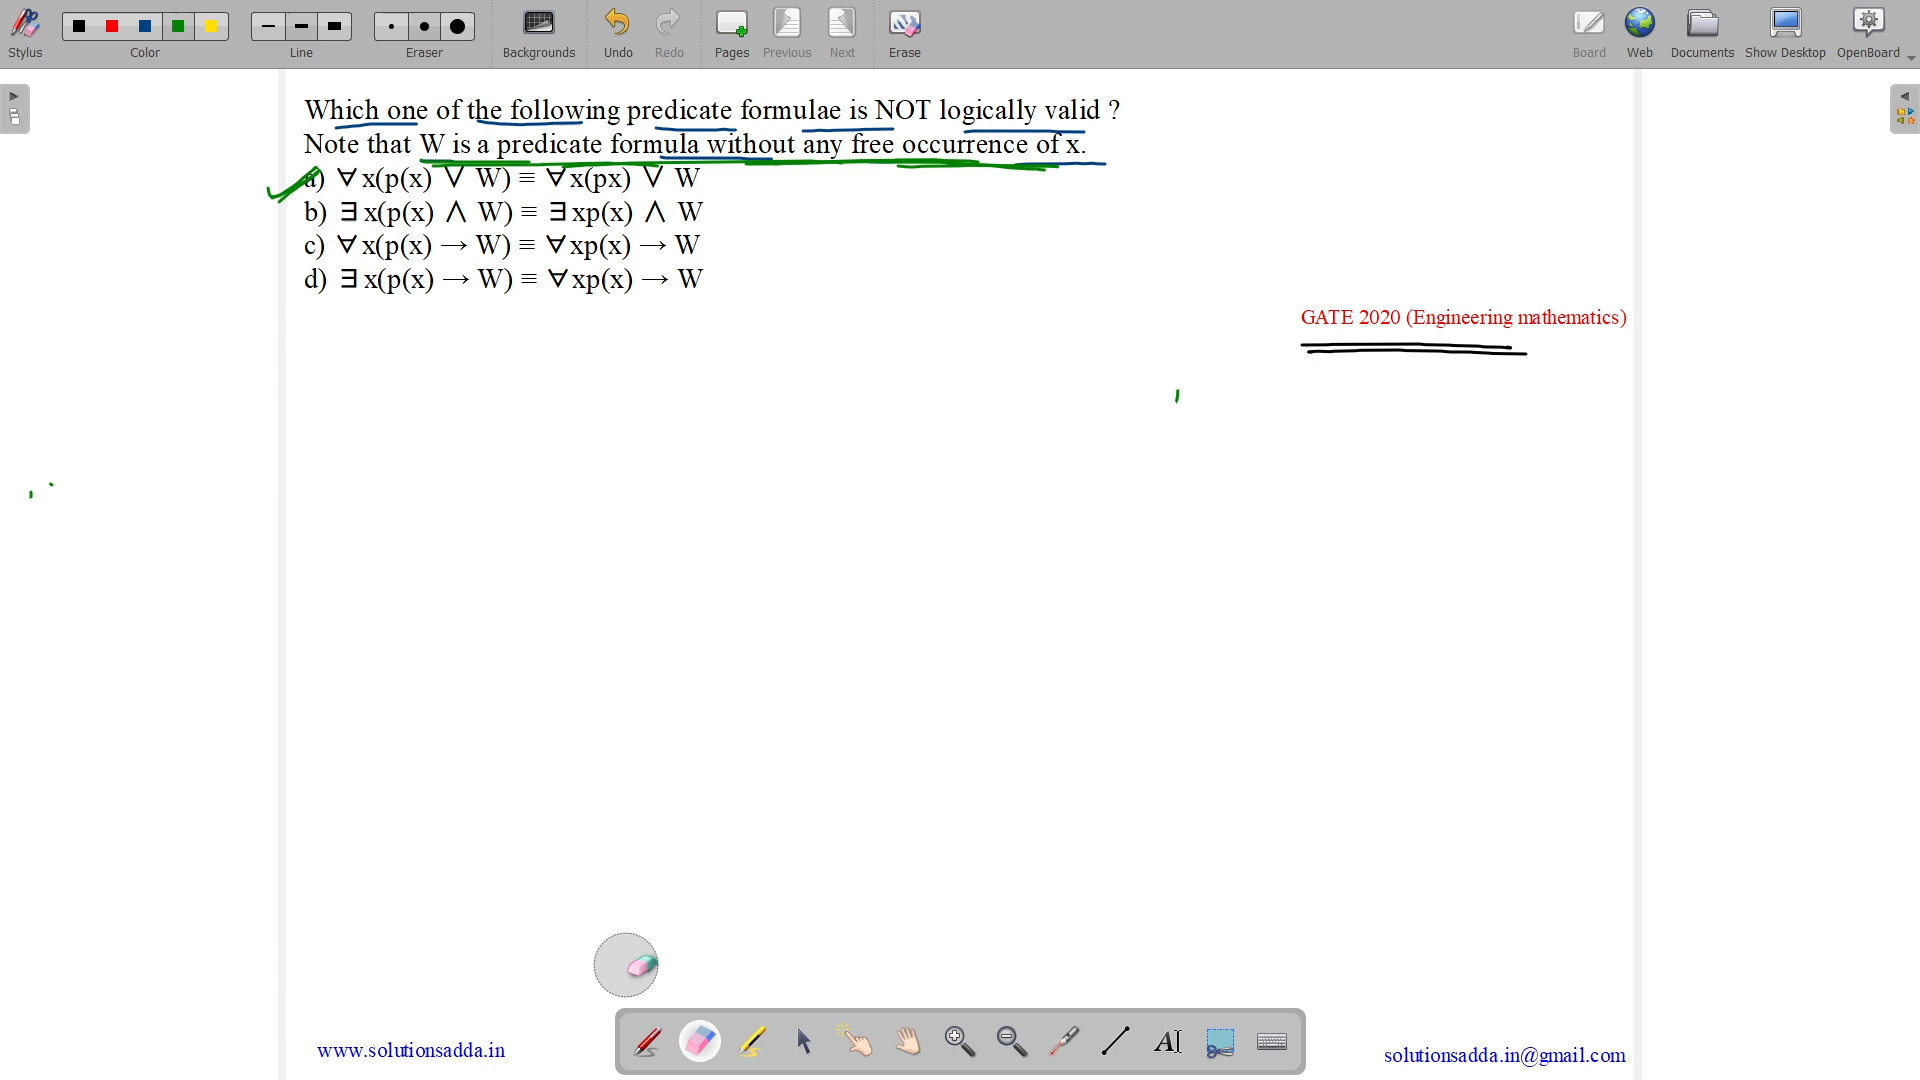 Stylus Color Line Eraser Backgrounds Undo Redo Pages Previous Next Erase Board Web Documents Show Desktop OpenBoard
Which one of the following predicate formulae is NOT logically valid ?
Note that W is a predicate formula without any free occurrence of x.
a) ∀x(p(x) ∨ W) ≡ ∀x(px) ∨ W
b) ∃x(p(x) ∧ W) ≡ ∃xp(x) ∧ W
c) ∀x(p(x) → W) ≡ ∀xp(x) → W
d) ∃x(p(x) → W) ≡ ∀xp(x) → W
GATE 2020 (Engineering mathematics)
www.solutionsadda.in
solutionsadda.in@gmail.com